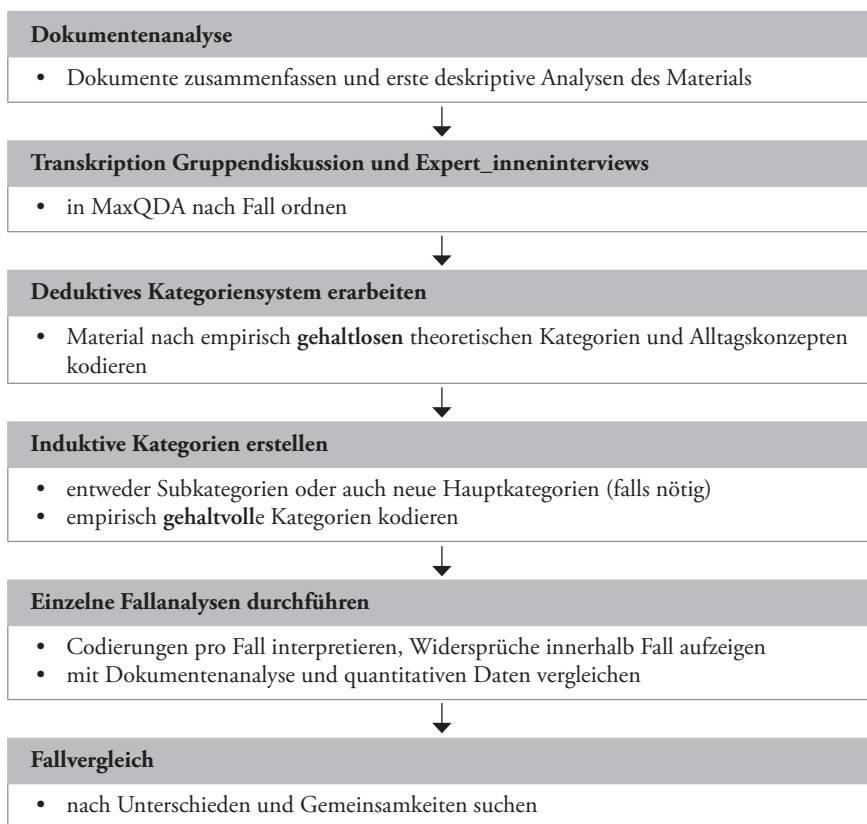 Dokumentenanalyse
• Dokumente zusammenfassen und erste deskriptive Analysen des Materials
Transkription Gruppendiskussion und Expert_inneninterviews
• in MaxQDA nach Fall ordnen
Deduktives Kategoriensystem erarbeiten
• Material nach empirisch gehaltlosen theoretischen Kategorien und Alltagskonzepten
kodieren
Induktive Kategorien erstellen
• entweder Subkategorien oder auch neue Hauptkategorien (falls nötig)
• empirisch gehaltvolle Kategorien kodieren
Einzelne Fallanalysen durchführen
• Codierungen pro Fall interpretieren, Widersprüche innerhalb Fall aufzeigen
• mit Dokumentenanalyse und quantitativen Daten vergleichen
Fallvergleich
• nach Unterschieden und Gemeinsamkeiten suchen